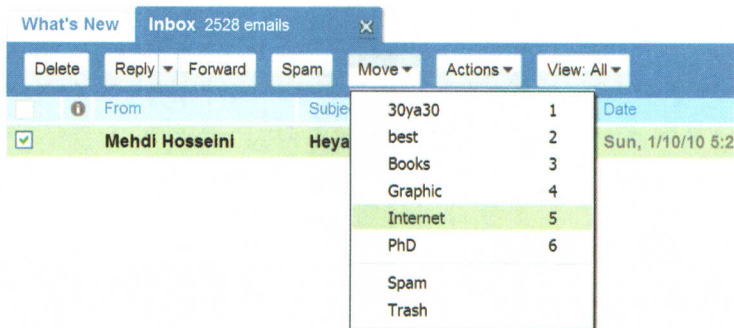 What's New Inbox 2528 emails
Delete Reply Forward Spam Move Actions View: All
From Subje Date
Mehdi Hosseini Heya Sun, 1/10/10 5:2
30ya30 1
best 2
Books 3
Graphic 4
Internet 5
PhD 6
Spam
Trash